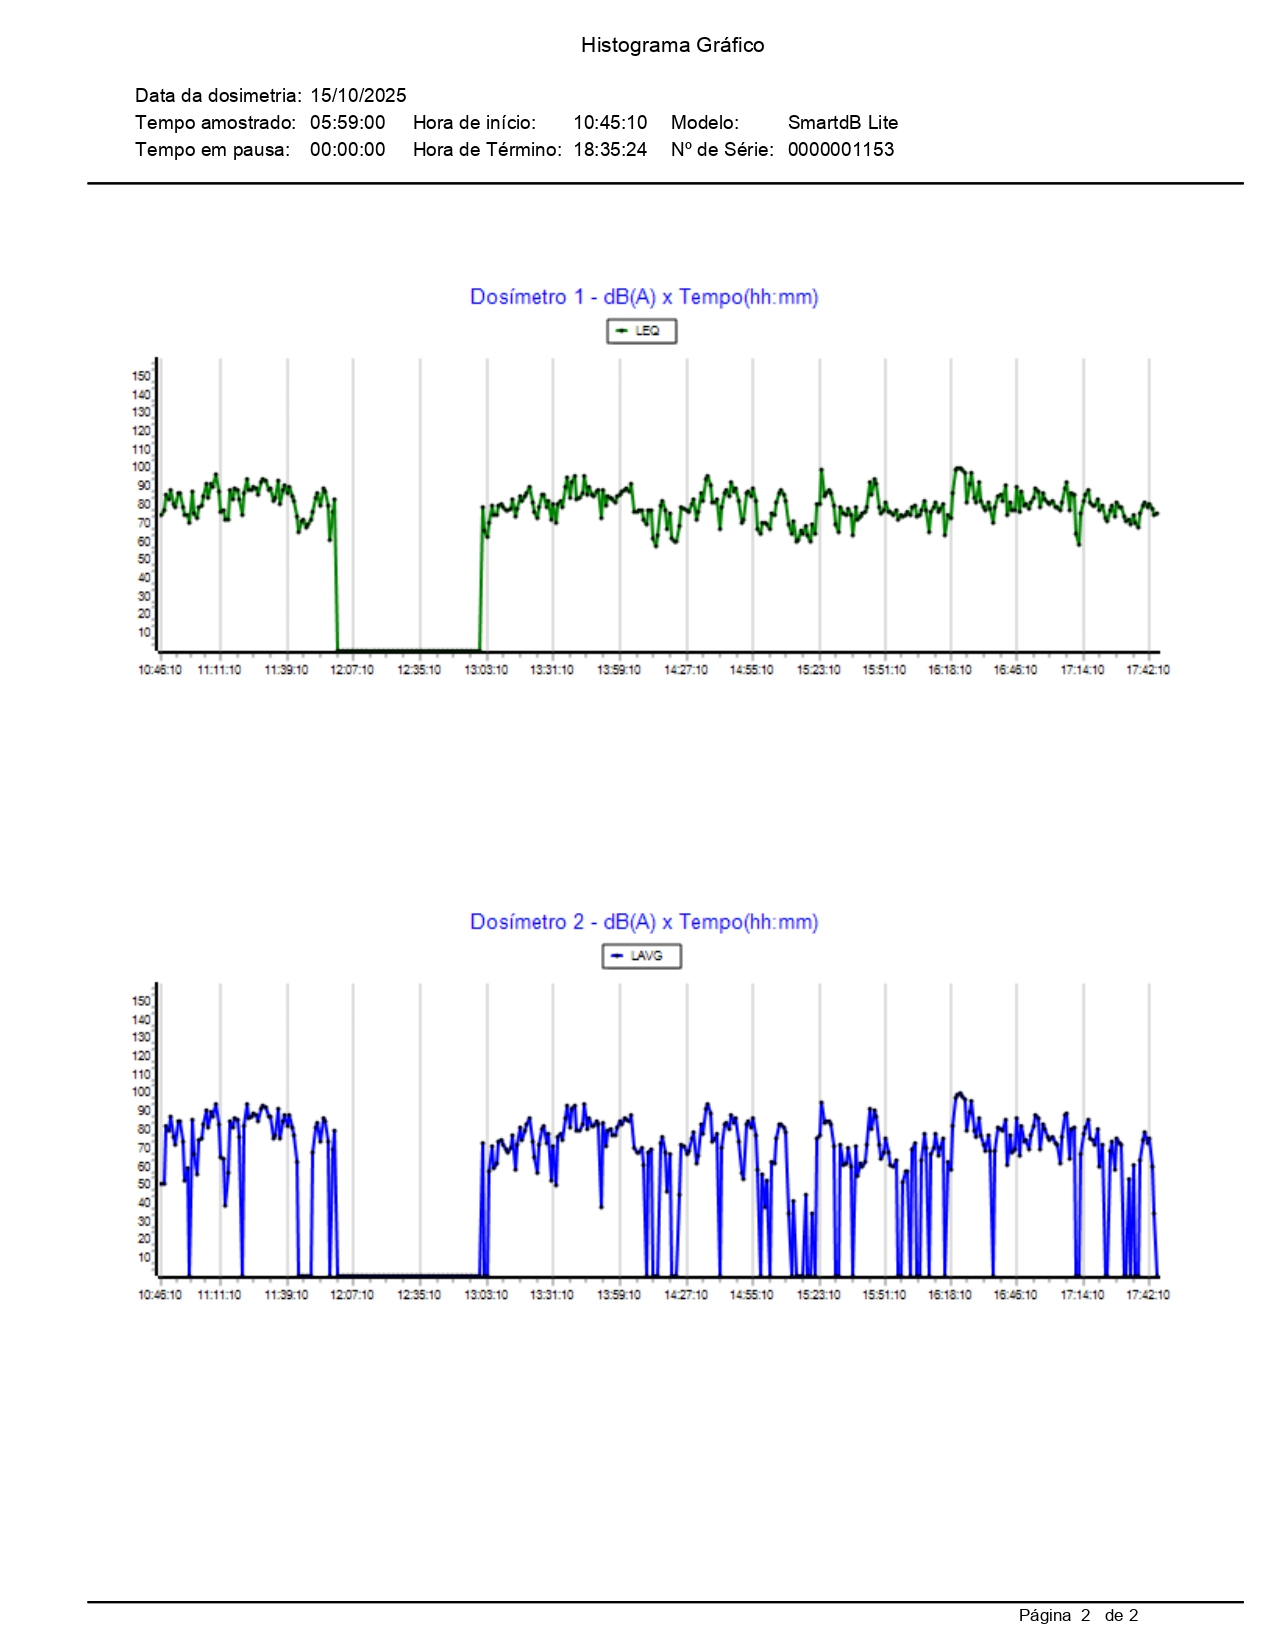 Histograma Gráfico
Data da dosimetria: 15/10/2025
Tempo amostrado: 05:59:00 Hora de início: 10:45:10 Modelo: SmartdB Lite
Tempo em pausa: 00:00:00 Hora de Término: 18:35:24 Nº de Série: 0000001153
Dosímetro 1 - dB(A) x Tempo(hh:mm)
LEQ
150
140
130
120
110
100
90
80
70
60
50
40
30
20
10
10:46:10 11:11:10 11:39:10 12:07:10 12:35:10 13:03:10 13:31:10 13:59:10 14:27:10 14:55:10 15:23:10 15:51:10 16:18:10 16:46:10 17:14:10 17:42:10
Dosímetro 2 - dB(A) x Tempo(hh:mm)
LAVG
150
140
130
120
110
100
90
80
70
60
50
40
30
20
10
10:46:10 11:11:10 11:39:10 12:07:10 12:35:10 13:03:10 13:31:10 13:59:10 14:27:10 14:55:10 15:23:10 15:51:10 16:18:10 16:46:10 17:14:10 17:42:10
Página 2 de 2